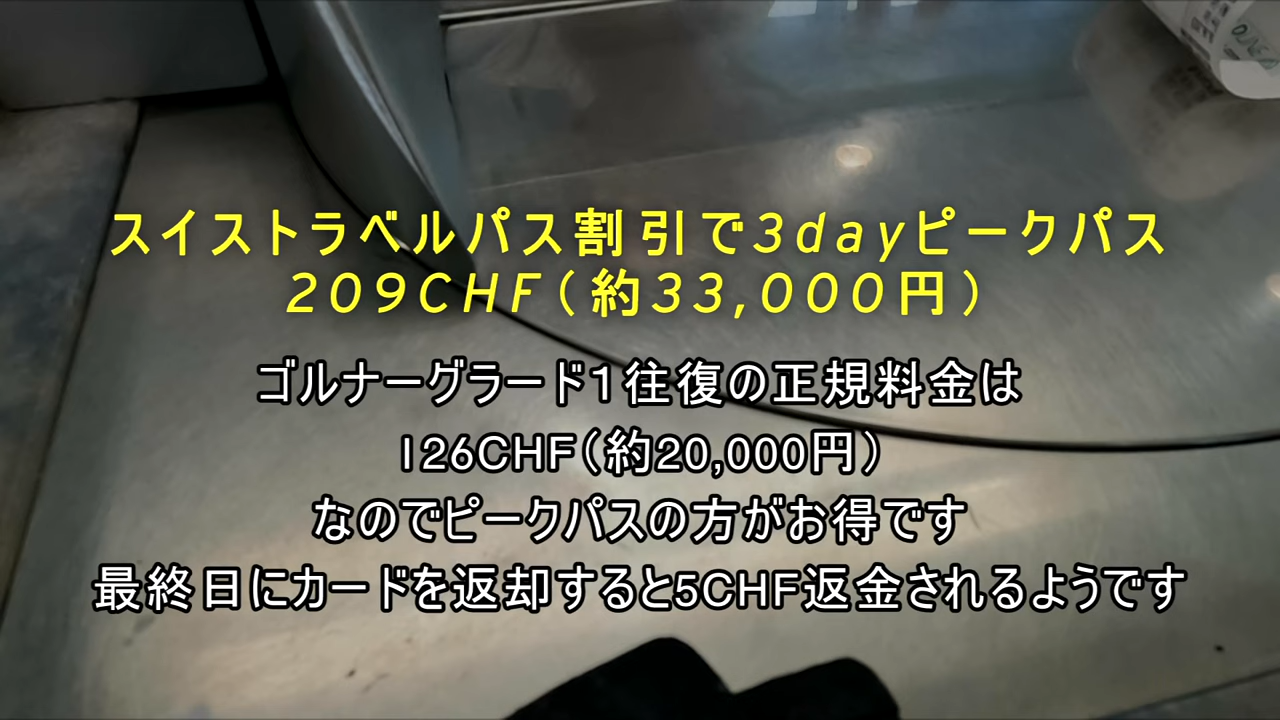 スイストラベルパス割引で3dayピークパス
209CHF(約33,000円)
ゴルナーグラード1往復の正規料金は
126CHF(約20,000円)
なのでピークパスの方がお得です
最終日にカードを返却すると5CHF返金されるようです